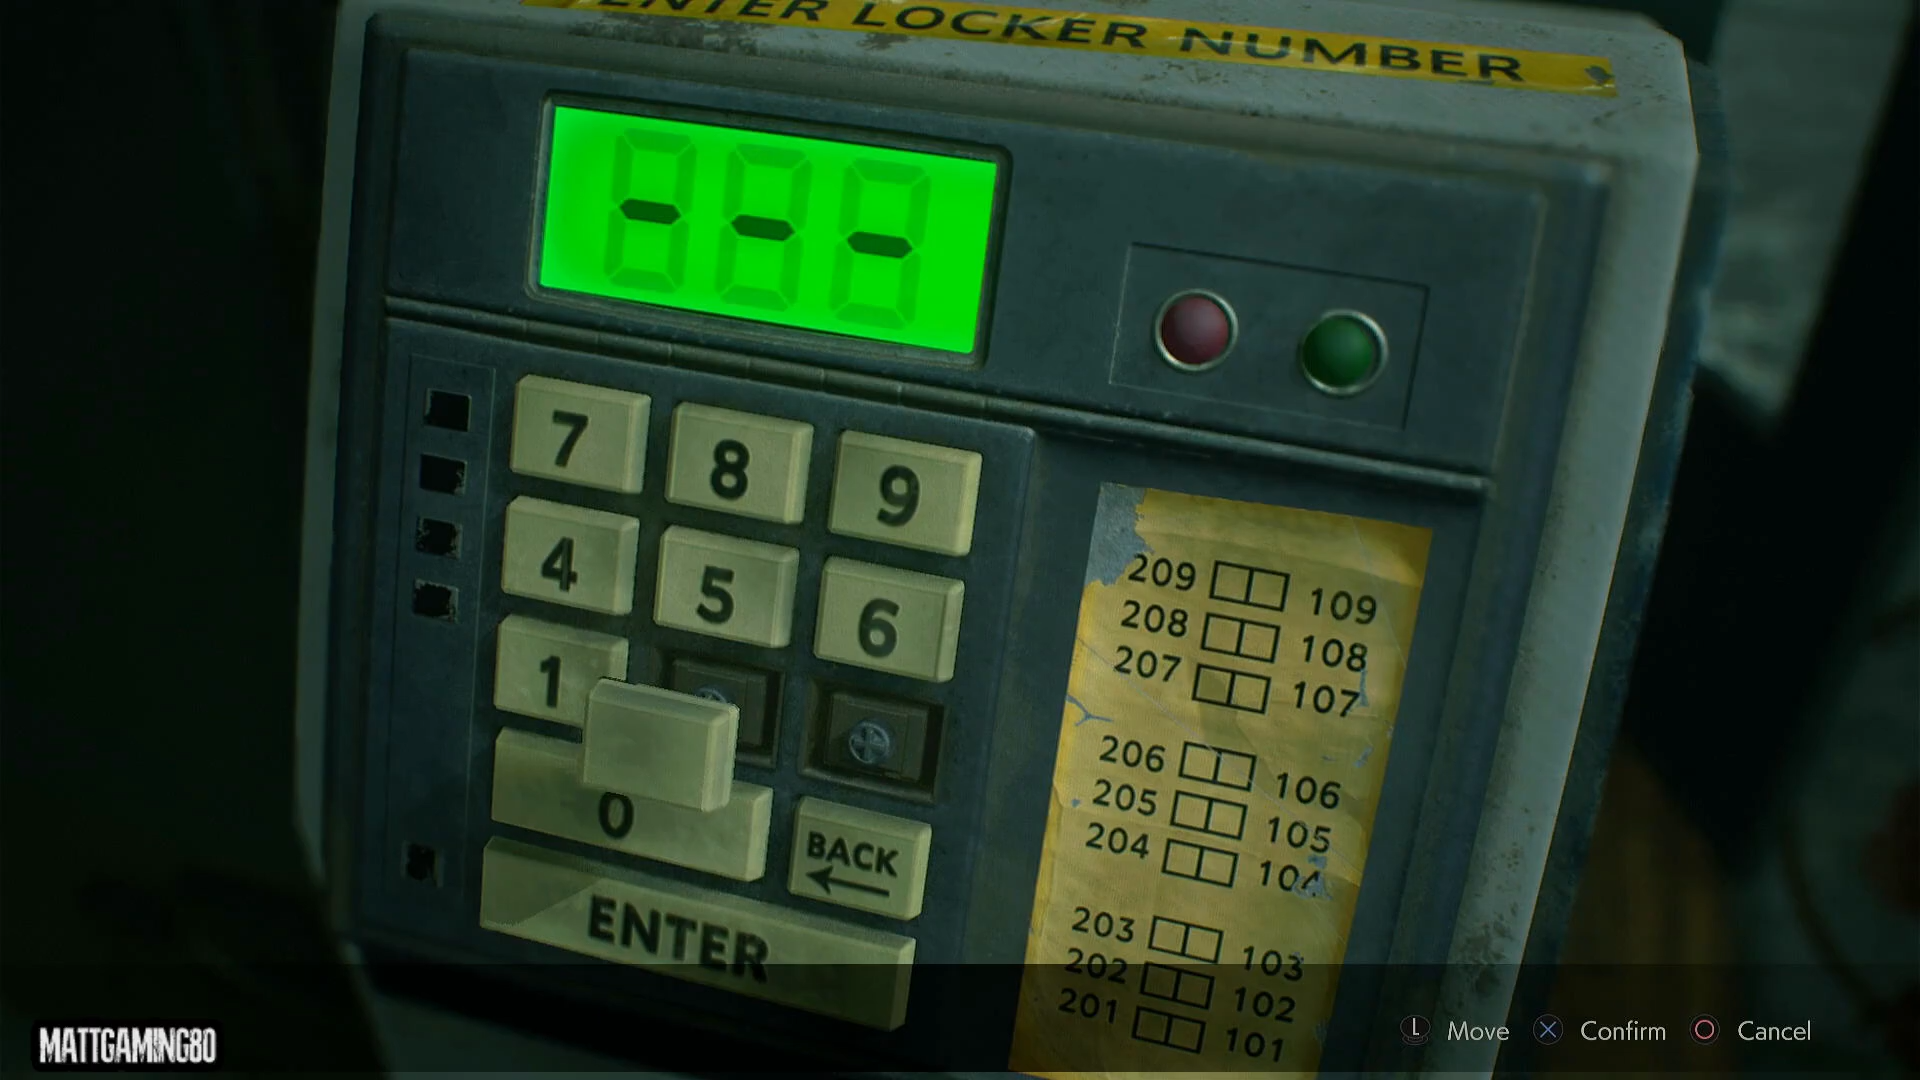 ENTER LOCKER NUMBER
7 8 9
4 5 6
1
0
BACK
ENTER
209 109
208 108
207 107
206 106
205 105
204 104
203 103
202 102
201 101
MATTGAMING80
L Move Confirm Cancel